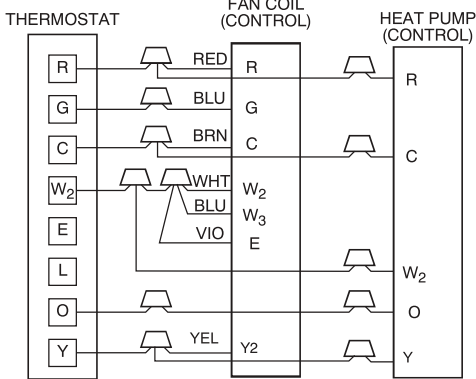 THERMOSTAT
FAN COIL
(CONTROL)
HEAT PUMP
(CONTROL)
R
RED
R
R
G
BLU
G
C
BRN
C
C
W2
WHT
W2
BLU
W3
E
VIO
E
L
W2
O
O
Y
YEL
Y2
Y